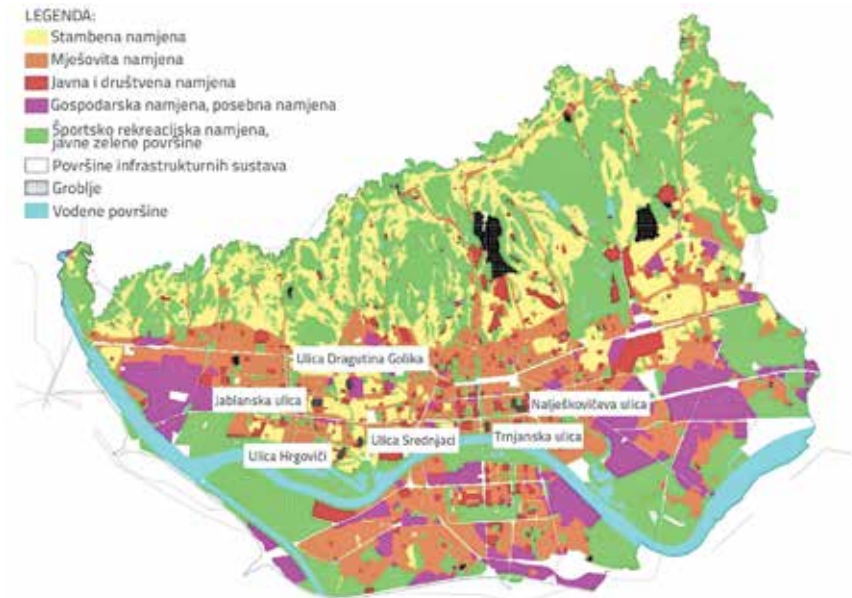 LEGENDA:
Stambena namjena
Mješovita namjena
Javna i društvena namjena
Gospodarska namjena, posebna namjena
Športsko rekreacijska namjena,
javne zelene površine
Površine infrastrukturnih sustava
Groblje
Vodene površine
Ulica Dragutina Golika
Jablanska ulica
Nalješkovićeva ulica
Ulica Srednjaci
Trnjanska ulica
Ulica Hrgovići